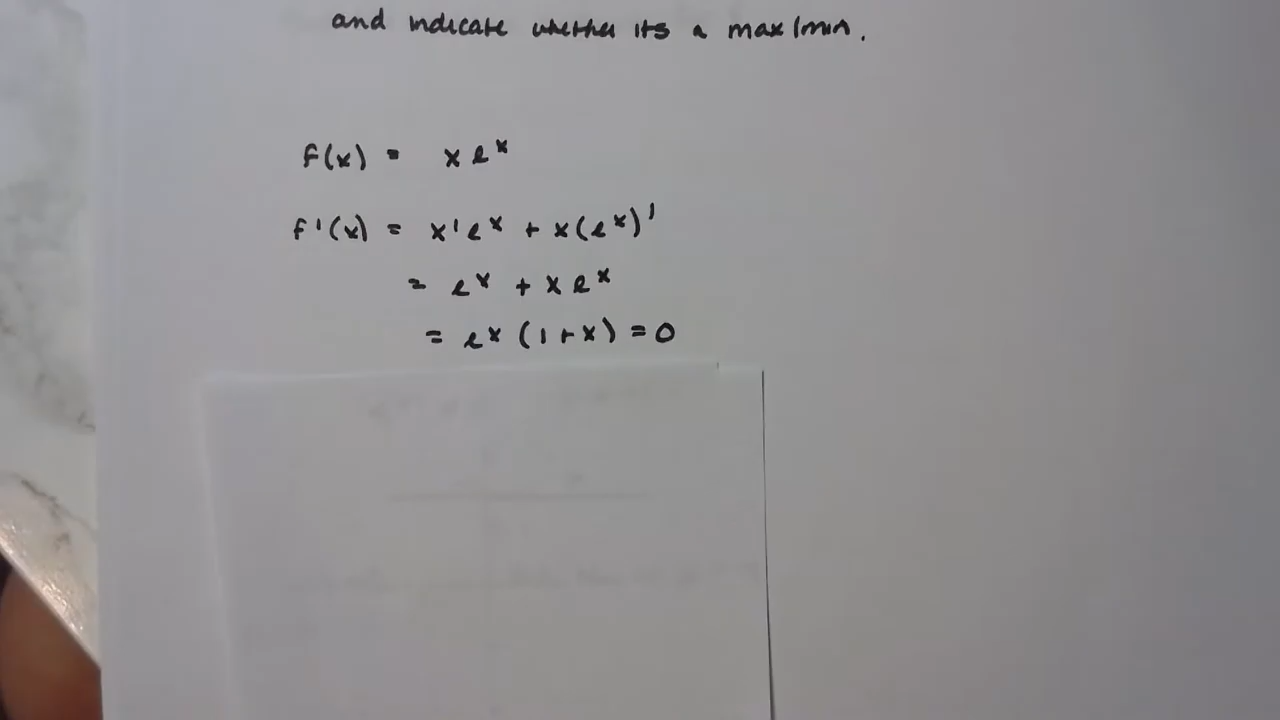 and indicate whether its a max/min.
f(x) = xe^x
f'(x) = x'e^x + x(e^x)'
= e^x + xe^x
= e^x (1+x) = 0